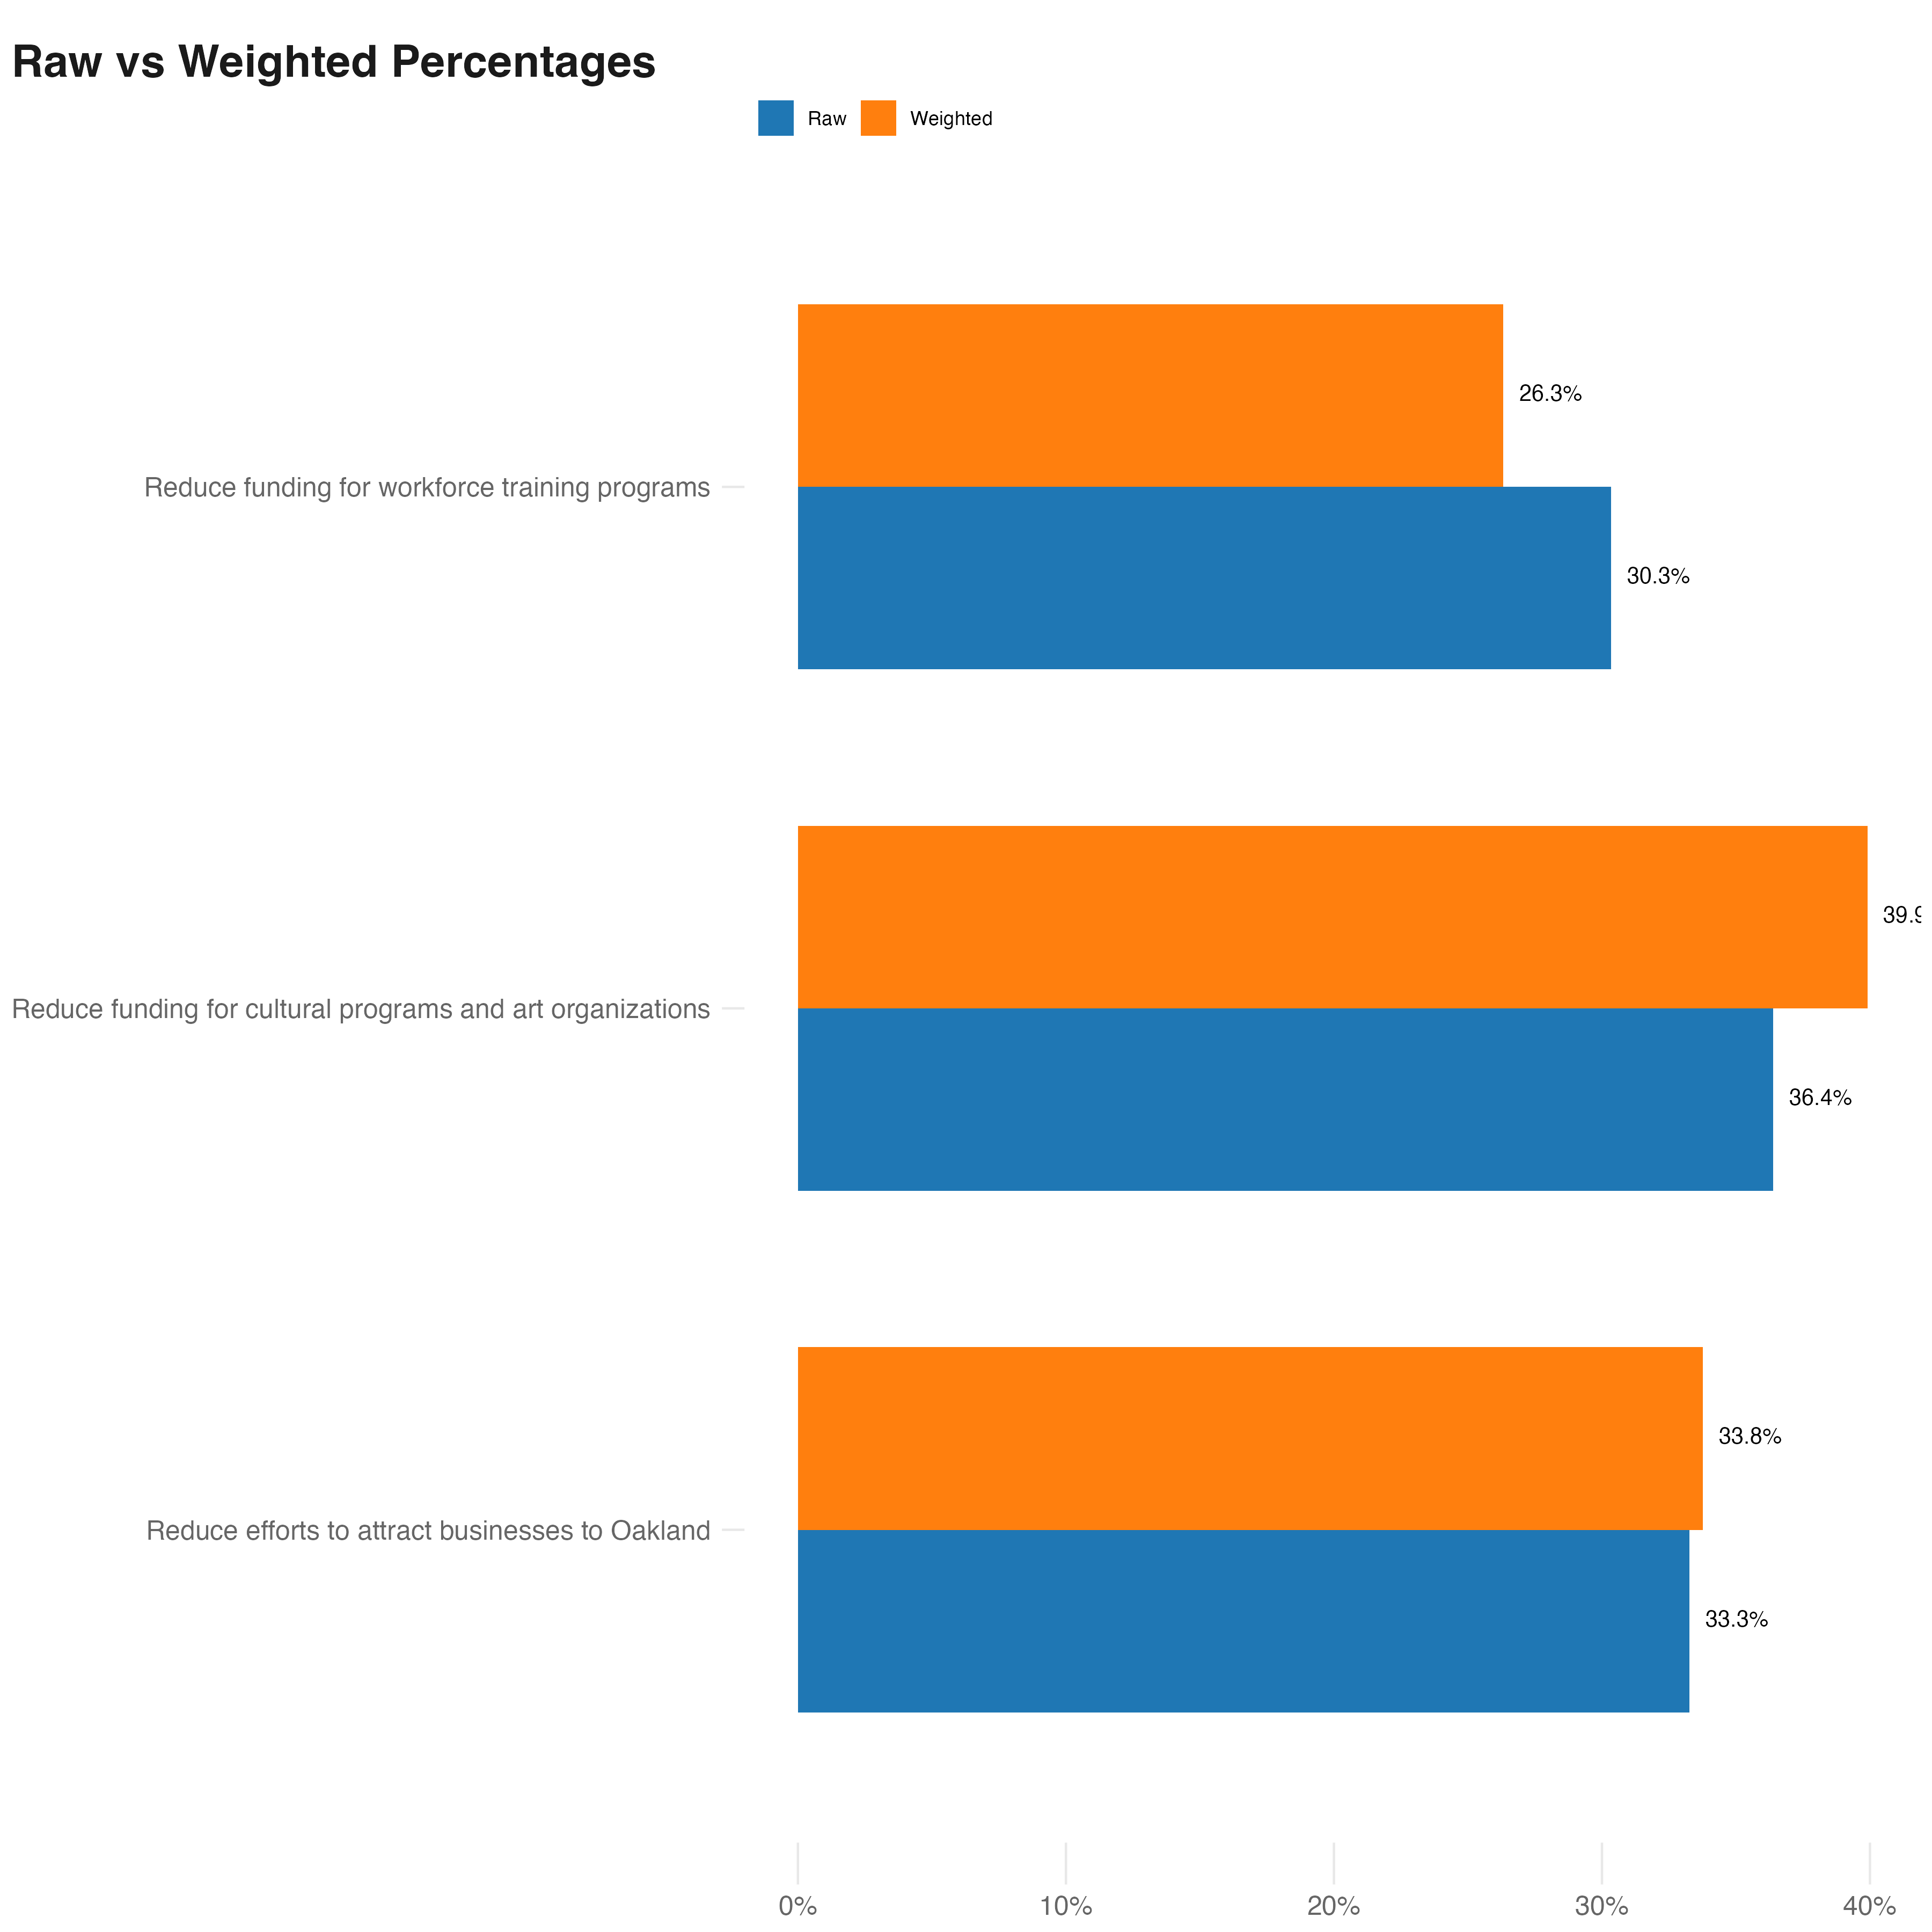 Raw vs Weighted Percentages
Raw Weighted
26.3%
Reduce funding for workforce training programs
30.3%
39.9
Reduce funding for cultural programs and art organizations
36.4%
33.8%
Reduce efforts to attract businesses to Oakland
33.3%
0% 10% 20% 30% 40%